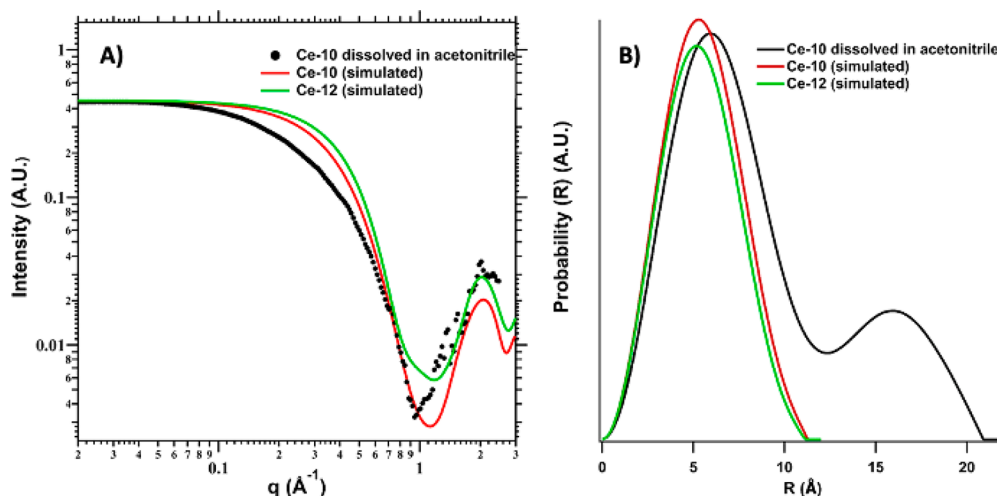 A)
Ce-10 dissolved in acetonitrile
Ce-10 (simulated)
Ce-12 (simulated)
Intensity (A.U.)
1
8
6
4
2
0.1
8
6
4
2
0.01
8
6
4
2 3 4 5 6 7 8 9 0.1 2 3 4 5 6 7 8 9 1 2 3
q (Å⁻¹)
B)
Ce-10 dissolved in acetonitrile
Ce-10 (simulated)
Ce-12 (simulated)
Probability (R) (A.U.)
0 5 10 15 20
R (Å)